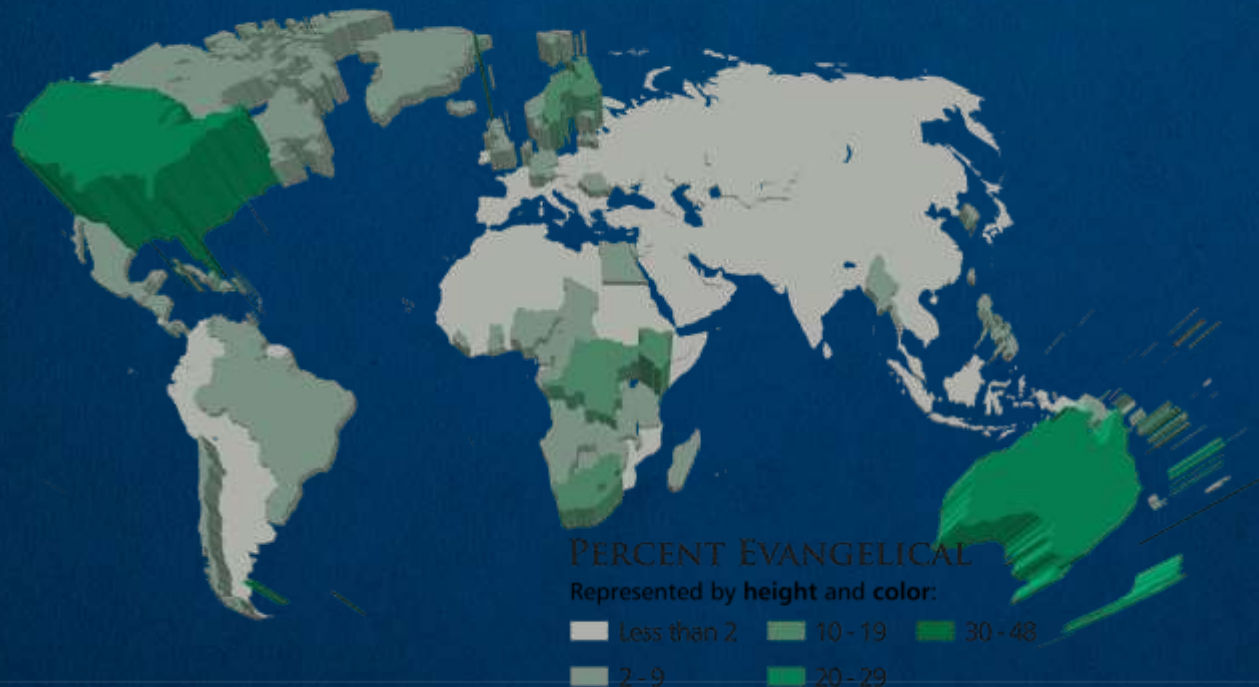 PERCENT EVANGELICAL
Represented by height and color:
Less than 2 10 - 19 30 - 48
2 - 9 20 - 29